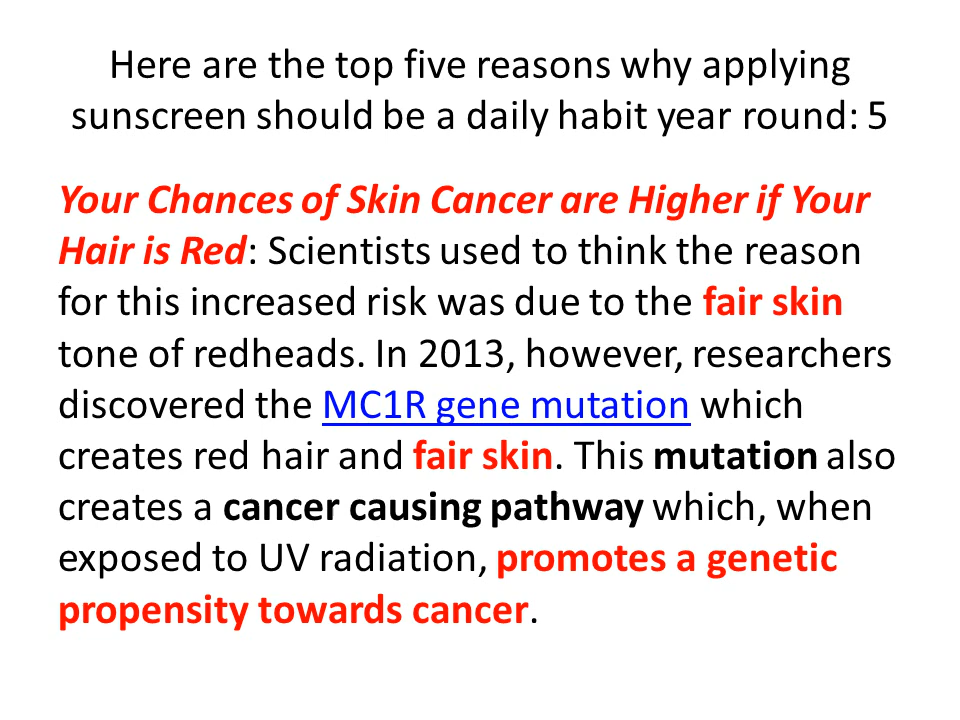 Here are the top five reasons why applying
sunscreen should be a daily habit year round: 5
Your Chances of Skin Cancer are Higher if Your
Hair is Red: Scientists used to think the reason
for this increased risk was due to the fair skin
tone of redheads. In 2013, however, researchers
discovered the MC1R gene mutation which
creates red hair and fair skin. This mutation also
creates a cancer causing pathway which, when
exposed to UV radiation, promotes a genetic
propensity towards cancer.